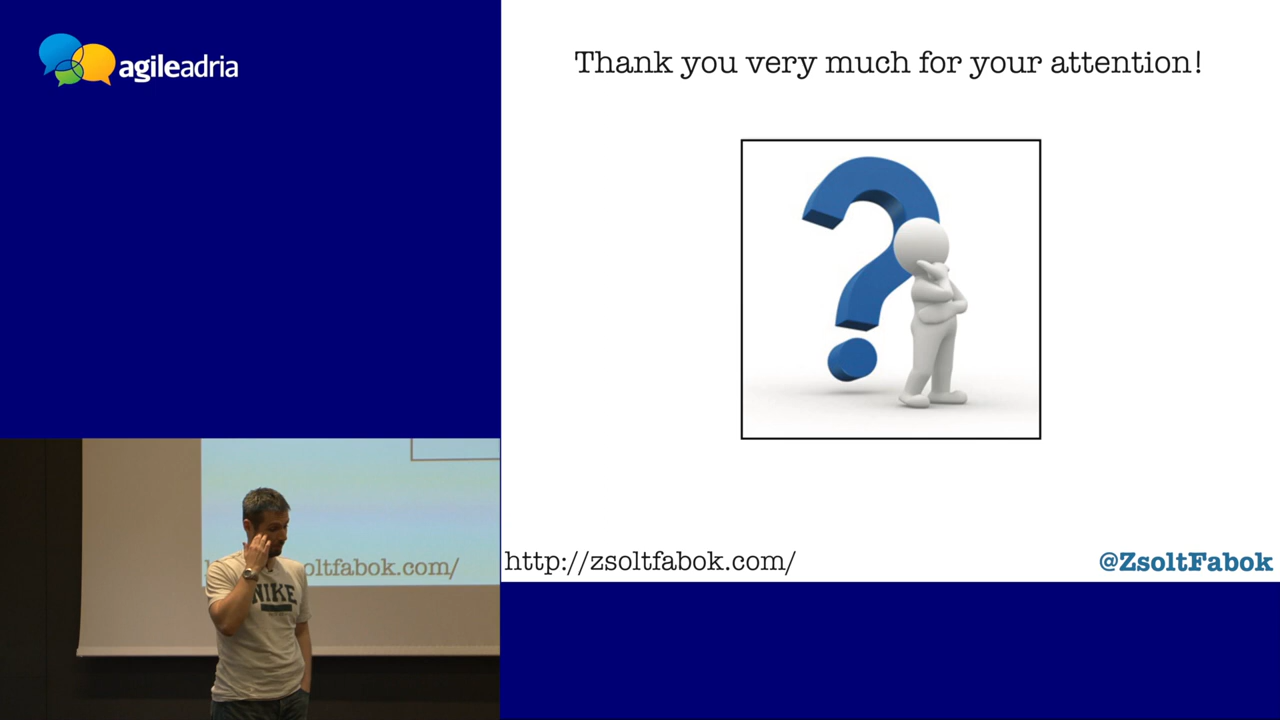 agileadria
Thank you very much for your attention!
http://zsoltfabok.com/
@ZsoltFabok
oltfabok.com/
NIKE